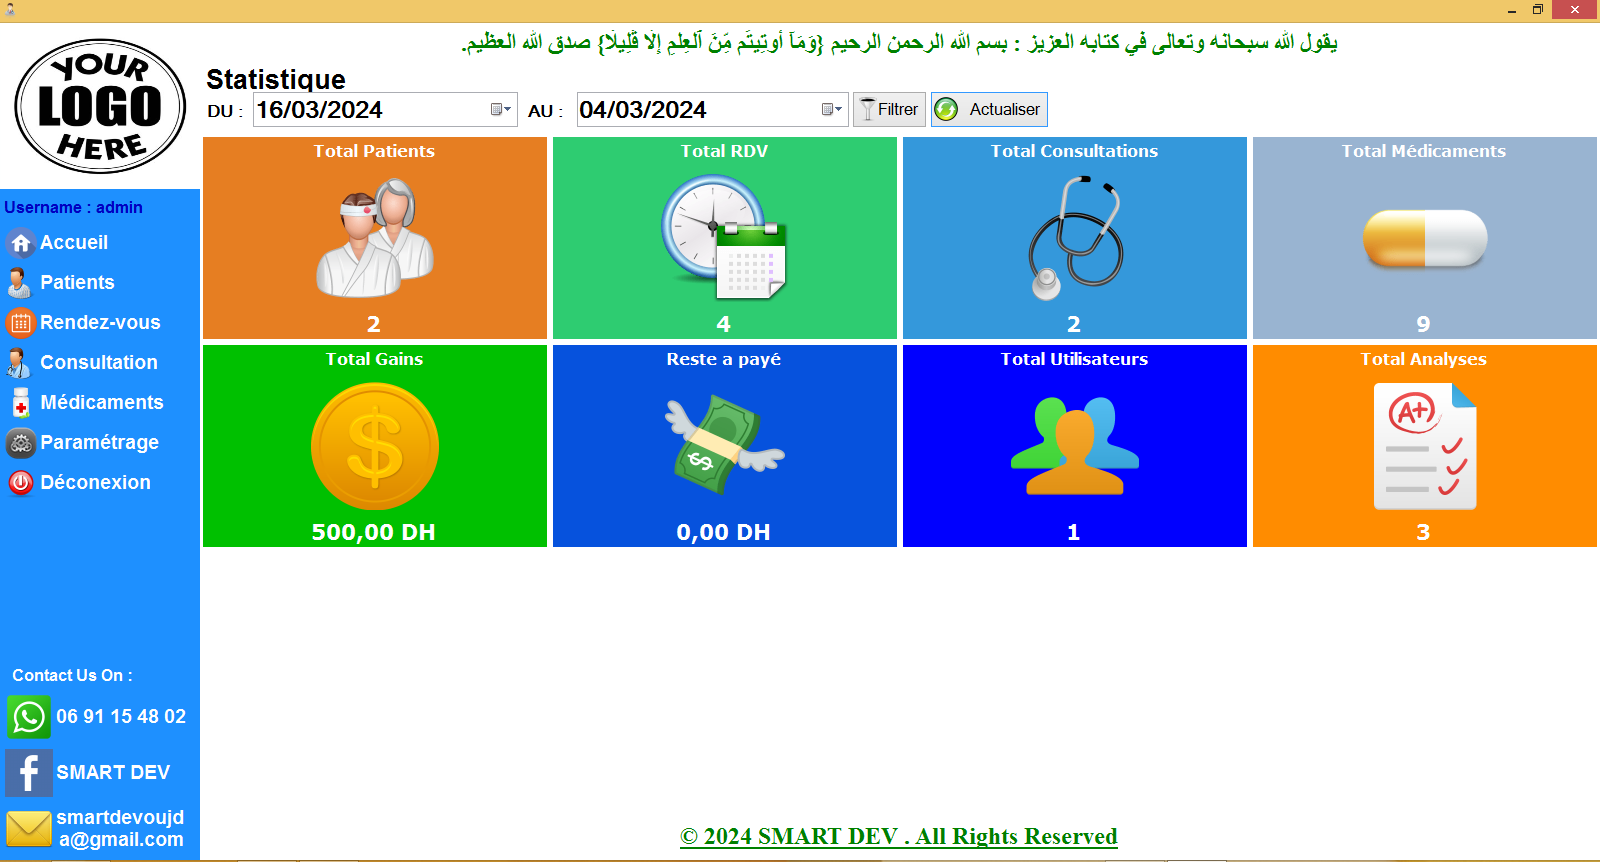 يقول الله سبحانه وتعالى في كتابه العزيز : بسم الله الرحمن الرحيم {وَمَآ أُوتِيتُم مِّنَ ٱلْعِلْمِ إِلَّا قَلِيلًا} صدق الله العظيم.
YOUR
LOGO
HERE
Statistique
DU : 16/03/2024 AU : 04/03/2024 Filtrer Actualiser
Username : admin
Accueil
Patients
Rendez-vous
Consultation
Médicaments
Paramétrage
Déconexion
Total Patients
2
Total RDV
4
Total Consultations
2
Total Médicaments
9
Total Gains
$
500,00 DH
Reste a payé
$
0,00 DH
Total Utilisateurs
1
Total Analyses
A+
3
Contact Us On :
06 91 15 48 02
f SMART DEV
smartdevoujd
a@gmail.com
© 2024 SMART DEV . All Rights Reserved